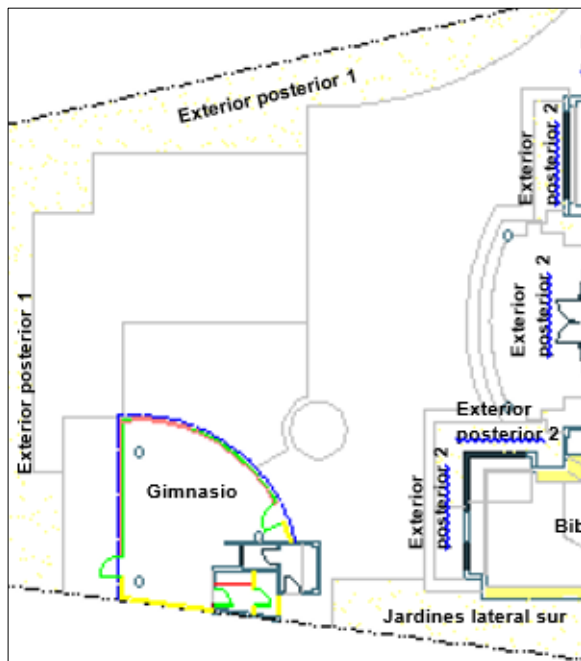 Exterior posterior 1
Exterior
posterior 2
Exterior
posterior 2
Exterior posterior 1
Exterior
posterior 2
Exterior
posterior 2
Gimnasio
Bib
Jardines lateral sur